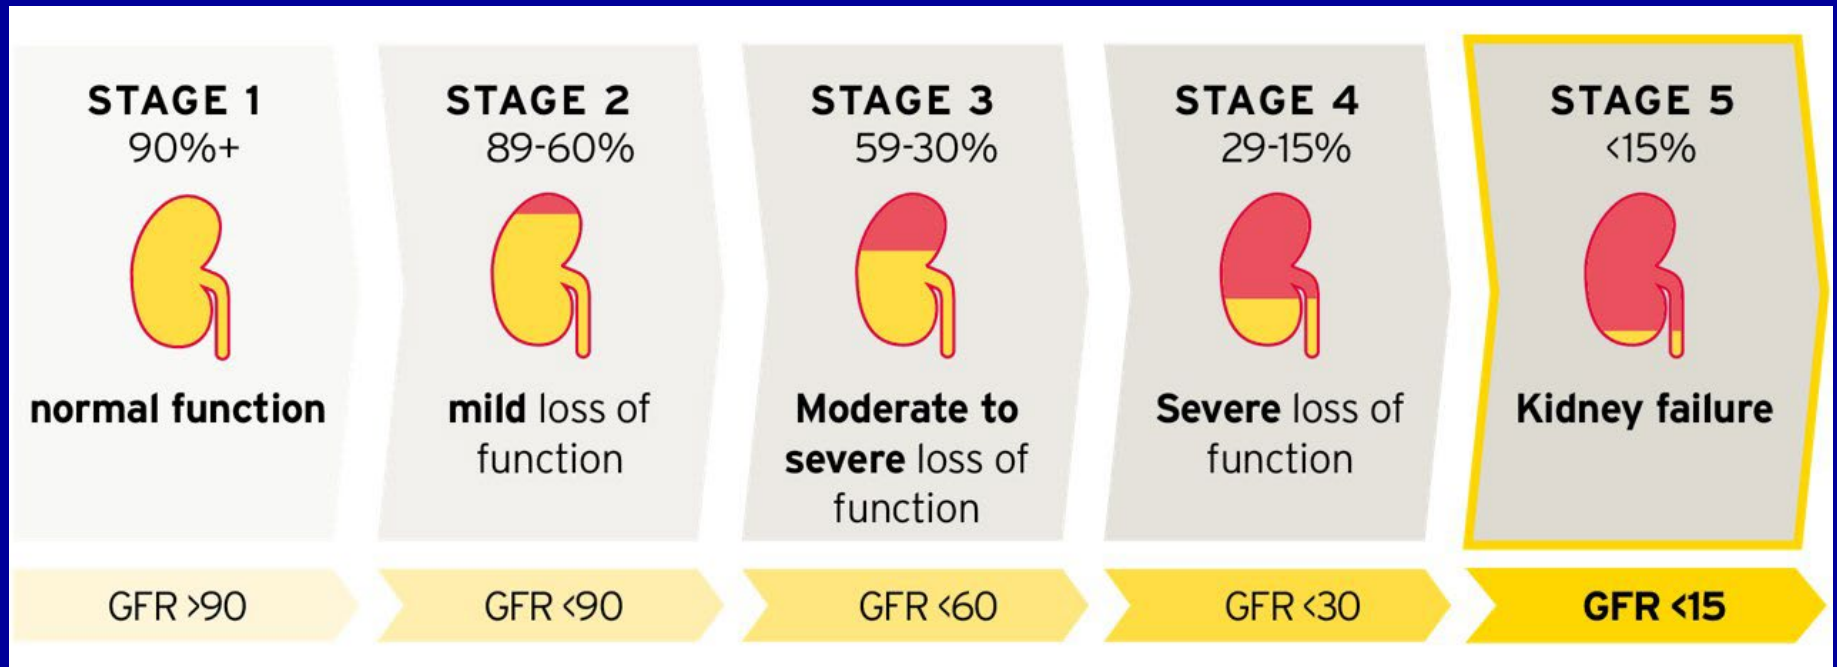 STAGE 1
90%+
normal function
GFR >90
STAGE 2
89-60%
mild loss of
function
GFR <90
STAGE 3
59-30%
Moderate to
severe loss of
function
GFR <60
STAGE 4
29-15%
Severe loss of
function
GFR <30
STAGE 5
<15%
Kidney failure
GFR <15